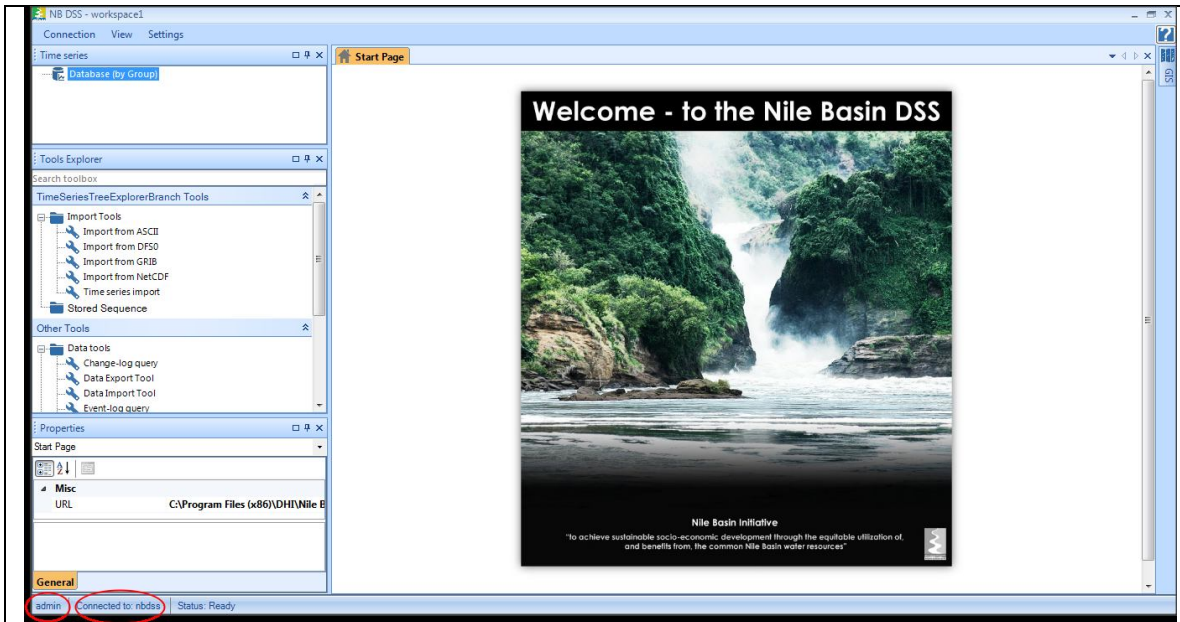 NB DSS - workspace1
Connection View Settings
Time series
Database (by Group)
Tools Explorer
Search toolbox
TimeSeriesTreeExplorerBranch Tools
Import Tools
Import from ASCII
Import from DFS0
Import from GRIB
Import from NetCDF
Time series import
Stored Sequence
Other Tools
Data tools
Change-log query
Data Export Tool
Data Import Tool
Event-log query
Properties
Start Page
Misc
URL C:\Program Files (x86)\DHI\Nile B
General
Start Page
Welcome - to the Nile Basin DSS
Nile Basin Initiative
"to achieve sustainable socio-economic development through the equitable utilization of,
and benefits from, the common Nile Basin water resources"
GIS
admin Connected to: nbdss Status: Ready